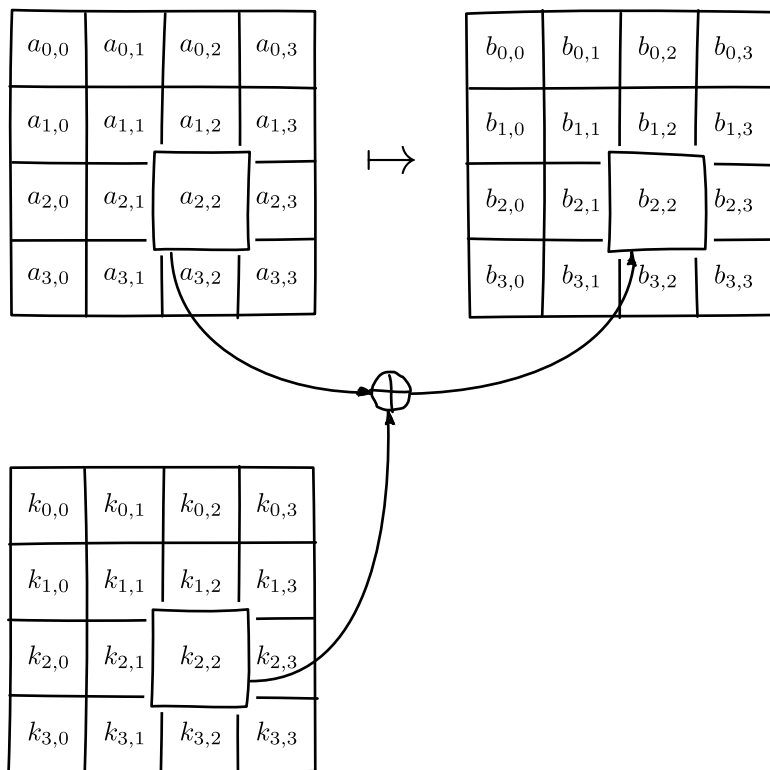 a0,0 a0,1 a0,2 a0,3 b0,0 b0,1 b0,2 b0,3
a1,0 a1,1 a1,2 a1,3 b1,0 b1,1 b1,2 b1,3
↦
a2,0 a2,1 a2,2 a2,3 b2,0 b2,1 b2,2 b2,3
a3,0 a3,1 a3,2 a3,3 b3,0 b3,1 b3,2 b3,3
⊕
k0,0 k0,1 k0,2 k0,3
k1,0 k1,1 k1,2 k1,3
k2,0 k2,1 k2,2 k2,3
k3,0 k3,1 k3,2 k3,3